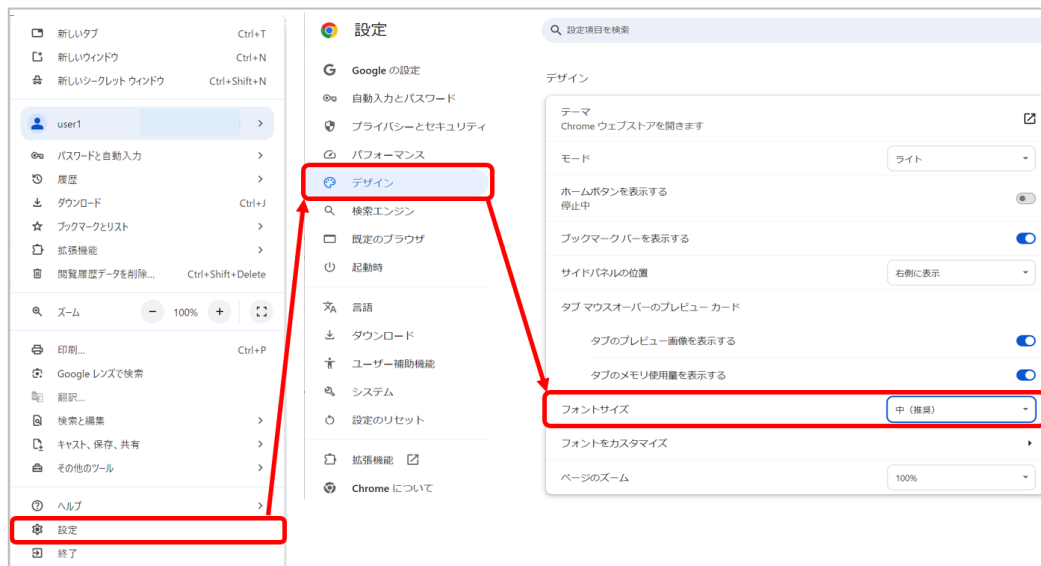 新しいタブ Ctrl+T
新しいウィンドウ Ctrl+N
新しいシークレット ウィンドウ Ctrl+Shift+N
user1
パスワードと自動入力
履歴
ダウンロード Ctrl+J
ブックマークとリスト
拡張機能
閲覧履歴データを削除... Ctrl+Shift+Delete
ズーム − 100% +
印刷... Ctrl+P
Google レンズで検索
翻訳...
検索と編集
キャスト、保存、共有
その他のツール
ヘルプ
設定
終了
設定
Google の設定
自動入力とパスワード
プライバシーとセキュリティ
パフォーマンス
デザイン
検索エンジン
既定のブラウザ
起動時
言語
ダウンロード
ユーザー補助機能
システム
設定のリセット
拡張機能
Chrome について
設定項目を検索
デザイン
テーマ
Chrome ウェブストアを開きます
モード ライト
ホームボタンを表示する
停止中
ブックマーク バーを表示する
サイドパネルの位置 右側に表示
タブ マウスオーバーのプレビュー カード
タブのプレビュー画像を表示する
タブのメモリ使用量を表示する
フォントサイズ 中（推奨）
フォントをカスタマイズ
ページのズーム 100%